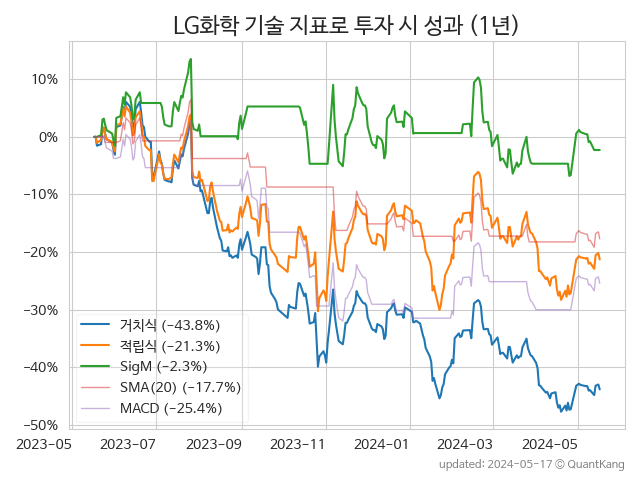 LG화학 기술 지표로 투자 시 성과 (1년)
10%
0%
−10%
−20%
−30%
−40%
−50%
거치식 (−43.8%)
적립식 (−21.3%)
SigM (−2.3%)
SMA(20) (−17.7%)
MACD (−25.4%)
2023-05
2023-07
2023-09
2023-11
2024-01
2024-03
2024-05
updated: 2024-05-17 © QuantKang